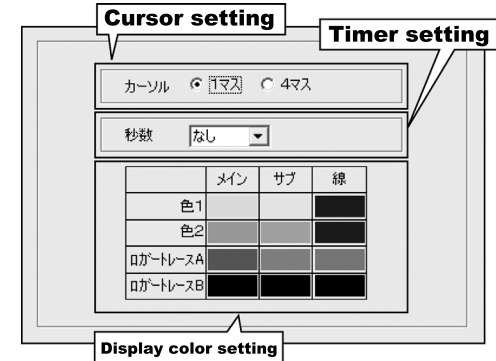 Cursor setting
Timer setting
カーソル 1マス 4マス
秒数 なし
メイン サブ 線
色1
色2
ロガートレースA
ロガートレースB
Display color setting